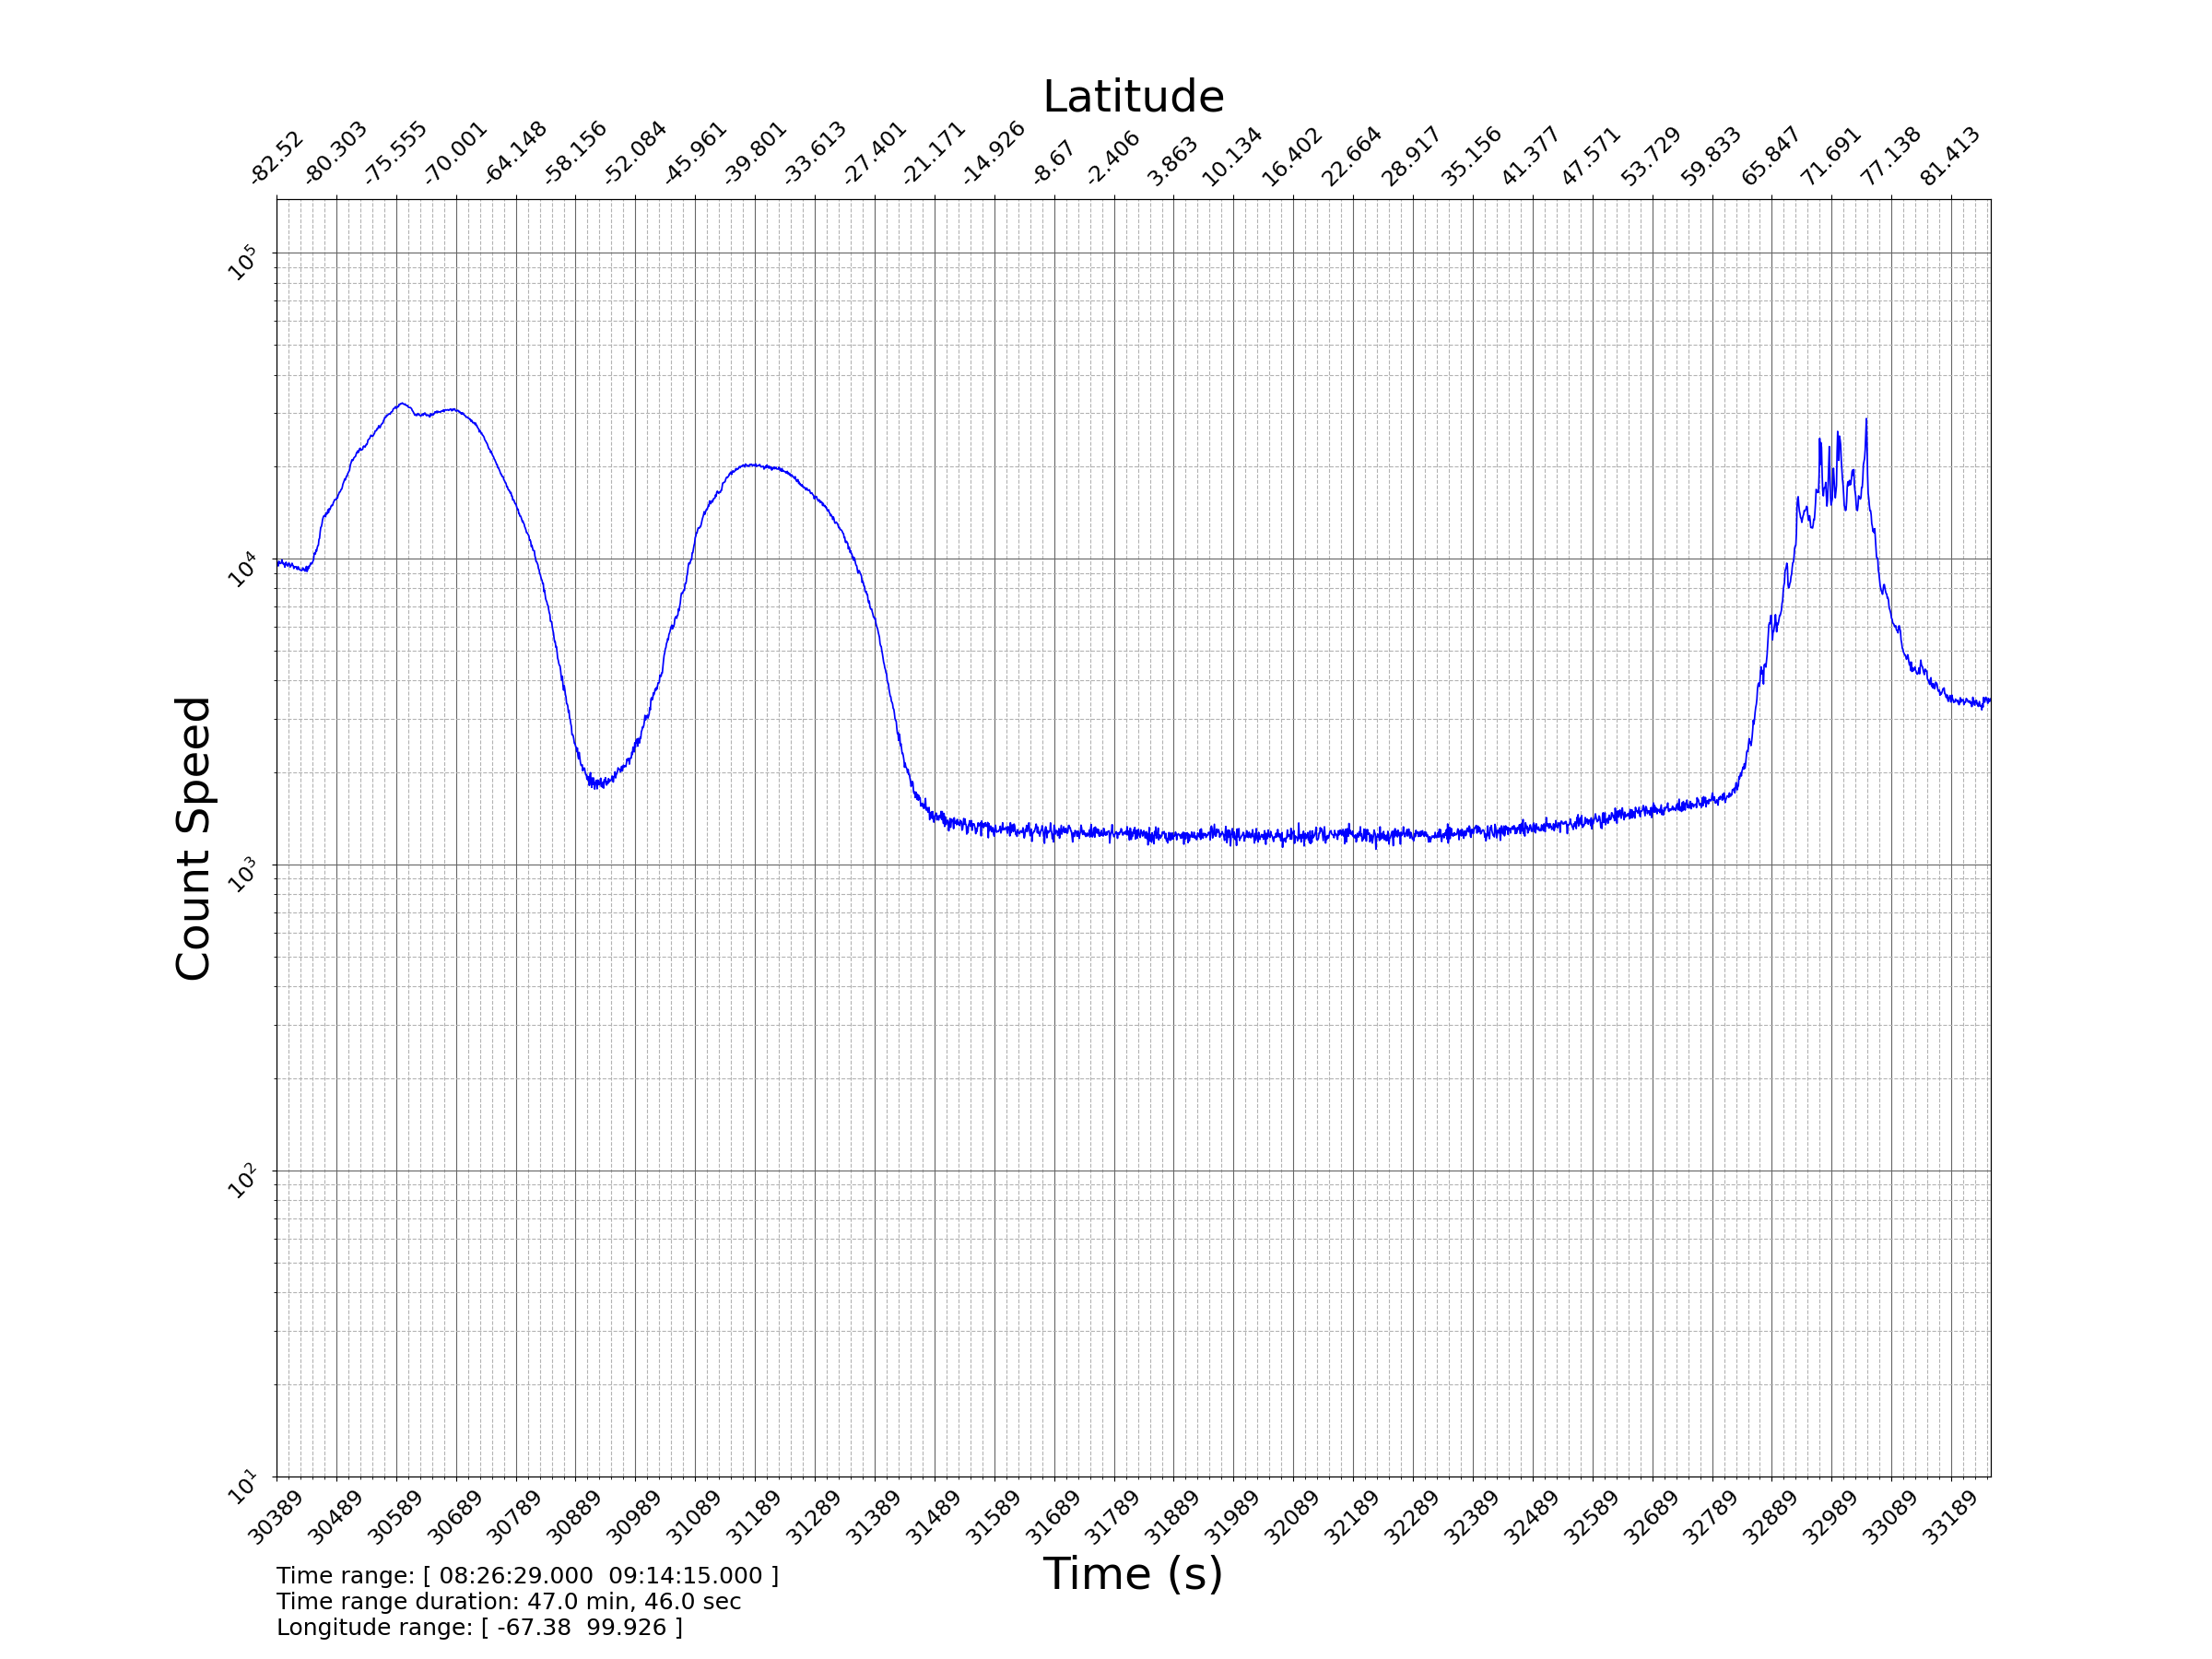 Latitude
-82.52 -80.303 -75.555 -70.001 -64.148 -58.156 -52.084 -45.961 -39.801 -33.613 -27.401 -21.171 -14.926 -8.67 -2.406 3.863 10.134 16.402 22.664 28.917 35.156 41.377 47.571 53.729 59.833 65.847 71.691 77.138 81.413
10^5
10^4
10^3
10^2
10^1
Count Speed
30389 30489 30589 30689 30789 30889 30989 31089 31189 31289 31389 31489 31589 31689 31789 31889 31989 32089 32189 32289 32389 32489 32589 32689 32789 32889 32989 33089 33189
Time (s)
Time range: [ 08:26:29.000  09:14:15.000 ]
Time range duration: 47.0 min, 46.0 sec
Longitude range: [ -67.38  99.926 ]